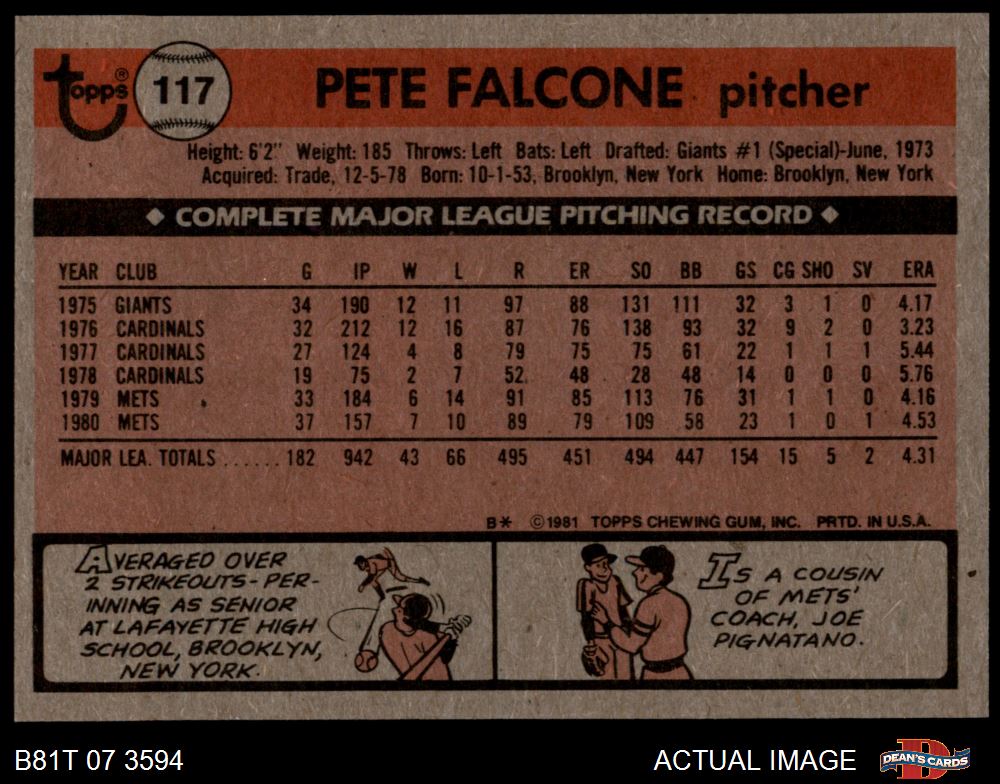 Topps® 117 PETE FALCONE pitcher
Height: 6'2" Weight: 185 Throws: Left Bats: Left Drafted: Giants #1 (Special)-June, 1973
Acquired: Trade, 12-5-78 Born: 10-1-53, Brooklyn, New York Home: Brooklyn, New York
◆ COMPLETE MAJOR LEAGUE PITCHING RECORD ◆
YEAR CLUB G IP W L R ER SO BB GS CG SHO SV ERA
1975 GIANTS 34 190 12 11 97 88 131 111 32 3 1 0 4.17
1976 CARDINALS 32 212 12 16 87 76 138 93 32 9 2 0 3.23
1977 CARDINALS 27 124 4 8 79 75 75 61 22 1 1 1 5.44
1978 CARDINALS 19 75 2 7 52 48 28 48 14 0 0 0 5.76
1979 METS 33 184 6 14 91 85 113 76 31 1 1 0 4.16
1980 METS 37 157 7 10 89 79 109 58 23 1 0 1 4.53
MAJOR LEA. TOTALS ...... 182 942 43 66 495 451 494 447 154 15 5 2 4.31
B* ©1981 TOPPS CHEWING GUM, INC. PRTD. IN U.S.A.
AVERAGED OVER
2 STRIKEOUTS-PER-
INNING AS SENIOR
AT LAFAYETTE HIGH
SCHOOL, BROOKLYN,
NEW YORK.
IS A COUSIN
OF METS'
COACH, JOE
PIGNATANO.
B81T 07 3594 ACTUAL IMAGE DEAN'S CARDS